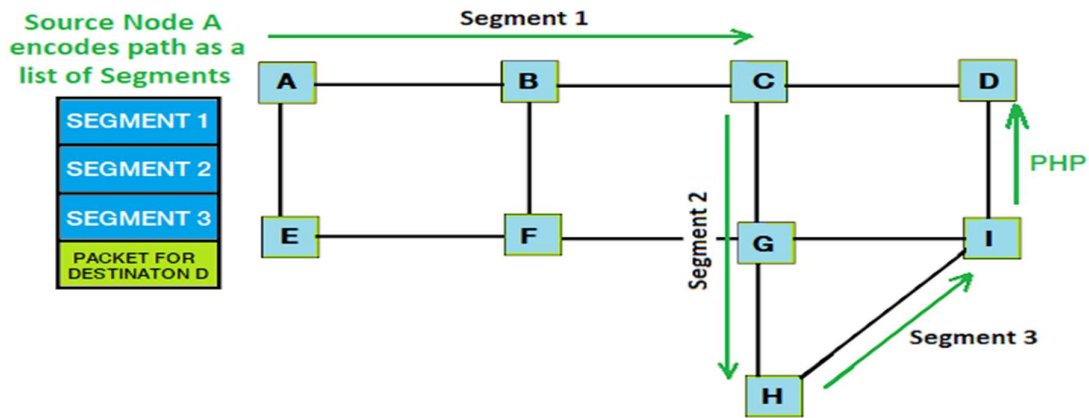 Source Node A
encodes path as a
list of Segments
SEGMENT 1
SEGMENT 2
SEGMENT 3
PACKET FOR
DESTINATON D
Segment 1
A
B
C
D
PHP
Segment 2
E
F
G
I
Segment 3
H